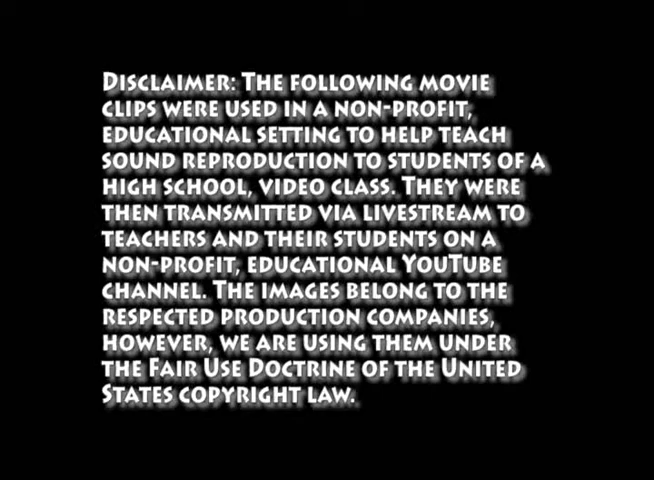 Disclaimer: The following movie
clips were used in a non-profit,
educational setting to help teach
sound reproduction to students of a
high school, video class. They were
then transmitted via livestream to
teachers and their students on a
non-profit, educational YouTube
channel. The images belong to the
respected production companies,
however, we are using them under
the Fair Use Doctrine of the United
States copyright law.